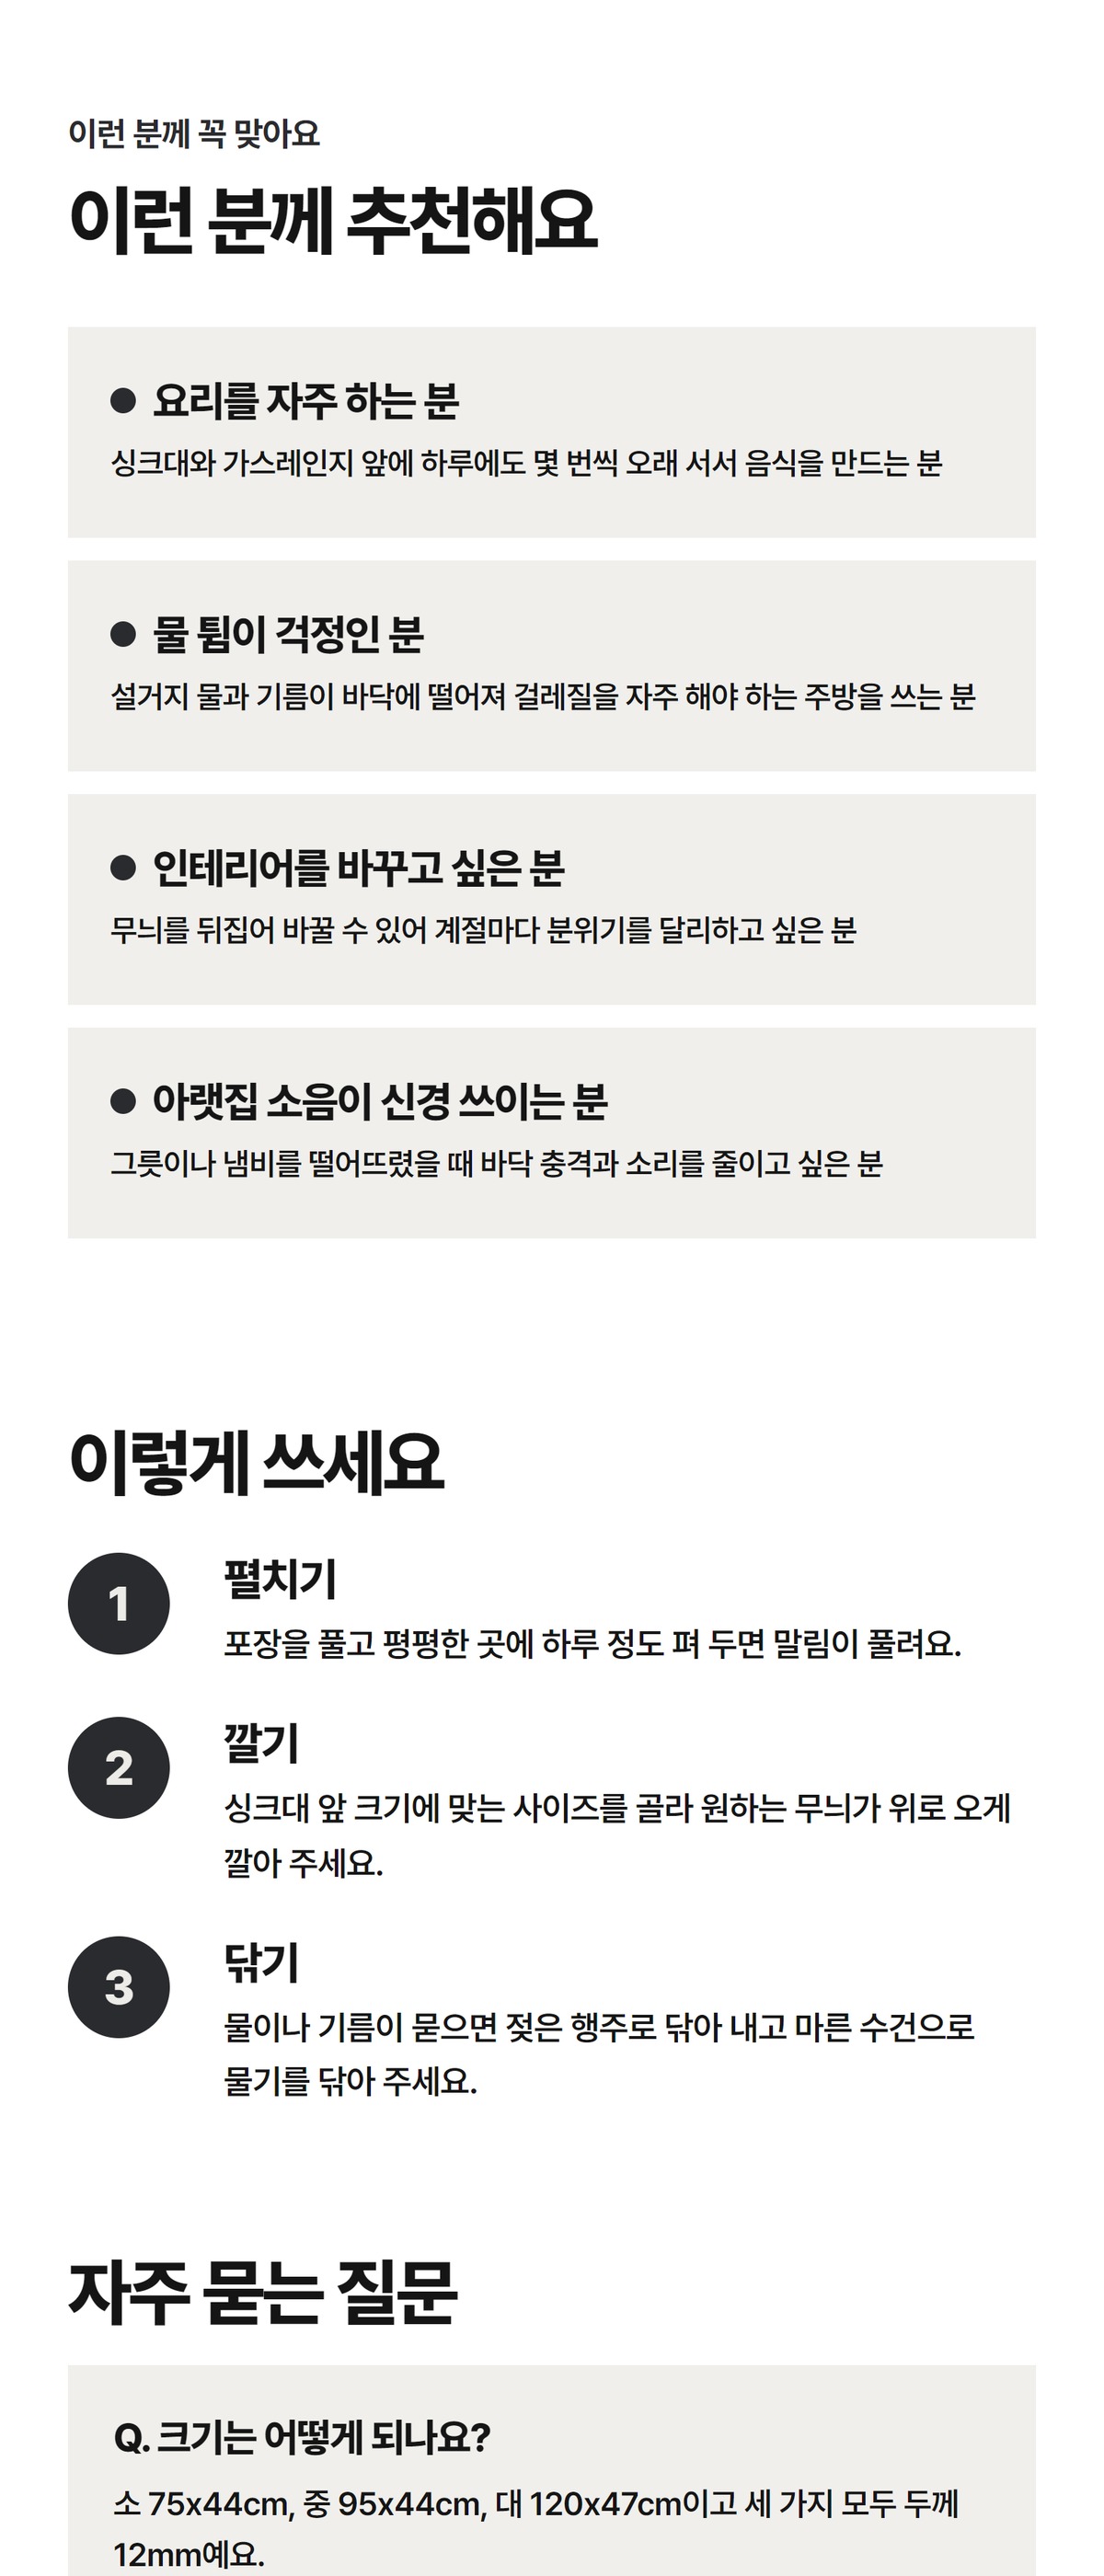 이런 분께 꼭 맞아요
이런 분께 추천해요
요리를 자주 하는 분
싱크대와 가스레인지 앞에 하루에도 몇 번씩 오래 서서 음식을 만드는 분
물 튐이 걱정인 분
설거지 물과 기름이 바닥에 떨어져 걸레질을 자주 해야 하는 주방을 쓰는 분
인테리어를 바꾸고 싶은 분
무늬를 뒤집어 바꿀 수 있어 계절마다 분위기를 달리하고 싶은 분
아랫집 소음이 신경 쓰이는 분
그릇이나 냄비를 떨어뜨렸을 때 바닥 충격과 소리를 줄이고 싶은 분
이렇게 쓰세요
1
펼치기
포장을 풀고 평평한 곳에 하루 정도 펴 두면 말림이 풀려요.
2
깔기
싱크대 앞 크기에 맞는 사이즈를 골라 원하는 무늬가 위로 오게
깔아 주세요.
3
닦기
물이나 기름이 묻으면 젖은 행주로 닦아 내고 마른 수건으로
물기를 닦아 주세요.
자주 묻는 질문
Q. 크기는 어떻게 되나요?
소 75x44cm, 중 95x44cm, 대 120x47cm이고 세 가지 모두 두께
12mm예요.